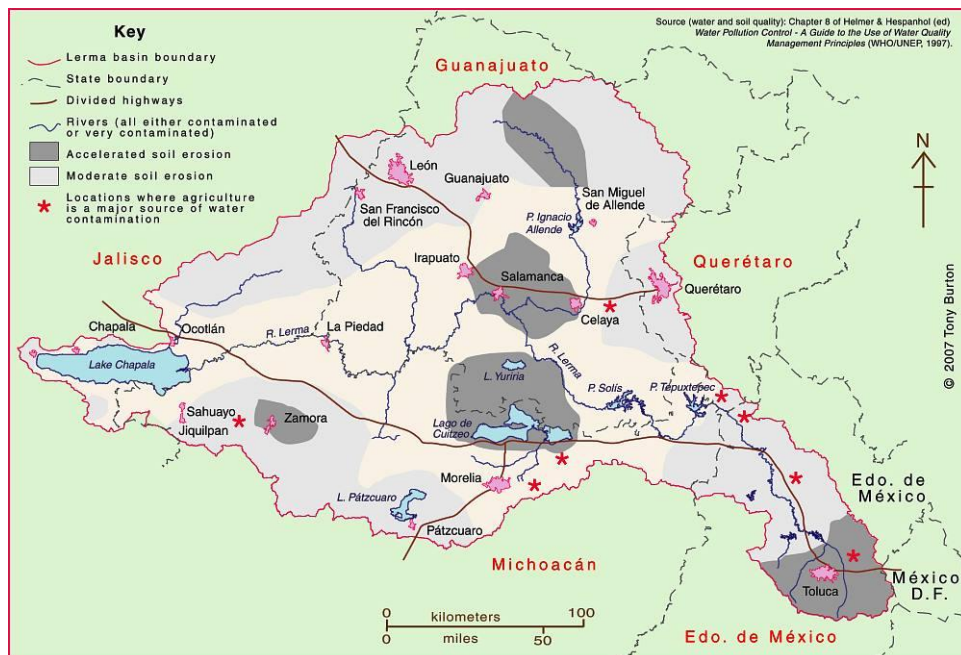 Key
Lerma basin boundary
State boundary
Divided highways
Rivers (all either contaminated
or very contaminated)
Accelerated soil erosion
Moderate soil erosion
Locations where agriculture
is a major source of water
contamination
Source (water and soil quality): Chapter 8 of Helmer & Hespanhol (ed)
Water Pollution Control - A Guide to the Use of Water Quality
Management Principles (WHO/UNEP, 1997).
Guanajuato
N
León
Guanajuato
San Miguel
de Allende
San Francisco
del Rincón
P. Ignacio
Allende
Jalisco
Irapuato
Salamanca
Querétaro
Querétaro
Celaya
Chapala
Ocotlán
R. Lerma
La Piedad
Lake Chapala
L. Yuriria
R. Lerma
P. Solís
P. Tepuxtepec
Sahuayo
Jiquilpan
Zamora
Lago de
Cuitzeo
Morelia
L. Pátzcuaro
Pátzcuaro
Edo. de
México
Michoacán
Toluca
México
D.F.
0 100
kilometers
miles
0 50
Edo. de México
© 2007 Tony Burton